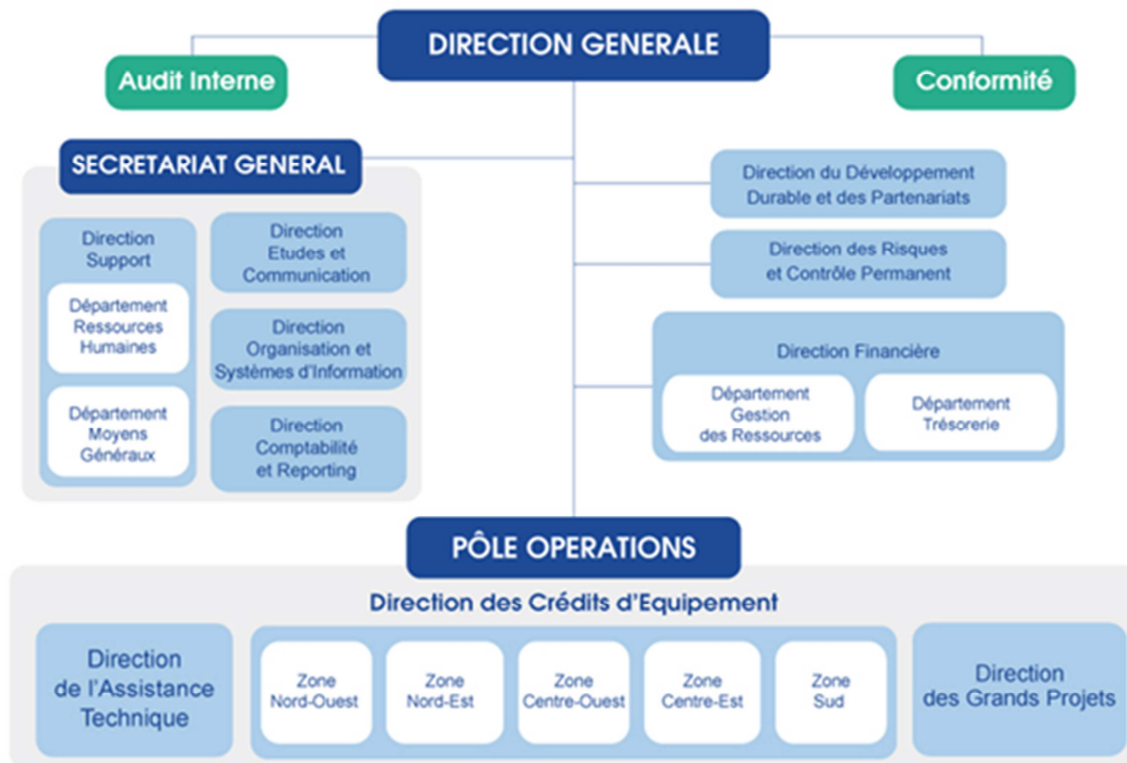 DIRECTION GENERALE
Audit Interne
Conformité
SECRETARIAT GENERAL
Direction
Support
Département
Ressources
Humaines
Département
Moyens
Généraux
Direction
Etudes et
Communication
Direction
Organisation et
Systèmes d'Information
Direction
Comptabilité
et Reporting
Direction du Développement
Durable et des Partenariats
Direction des Risques
et Contrôle Permanent
Direction Financière
Département
Gestion
des Ressources
Département
Trésorerie
PÔLE OPERATIONS
Direction des Crédits d'Equipement
Direction
de l'Assistance
Technique
Zone
Nord-Ouest
Zone
Nord-Est
Zone
Centre-Ouest
Zone
Centre-Est
Zone
Sud
Direction
des Grands Projets